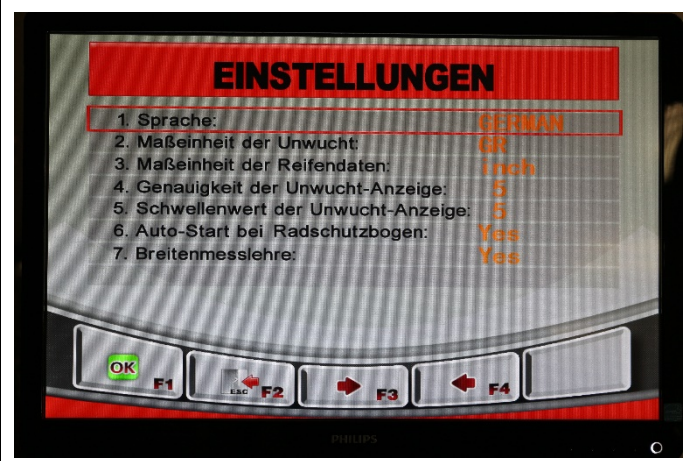 EINSTELLUNGEN
1. Sprache: GERMAN
2. Maßeinheit der Unwucht: GR
3. Maßeinheit der Reifendaten: inch
4. Genauigkeit der Unwucht-Anzeige: 5
5. Schwellenwert der Unwucht-Anzeige: 5
6. Auto-Start bei Radschutzbogen: Yes
7. Breitenmesslehre: Yes
OK F1 ESC F2 F3 F4
PHILIPS